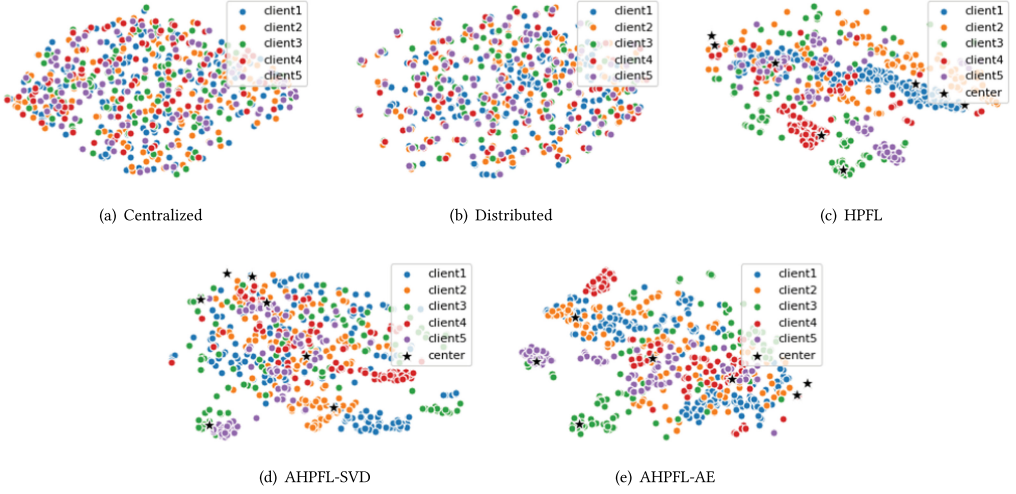 client1
client2
client3
client4
client5
client1
client2
client3
client4
client5
client1
client2
client3
client4
client5
center
(a) Centralized
(b) Distributed
(c) HPFL
client1
client2
client3
client4
client5
center
client1
client2
client3
client4
client5
center
(d) AHPFL-SVD
(e) AHPFL-AE